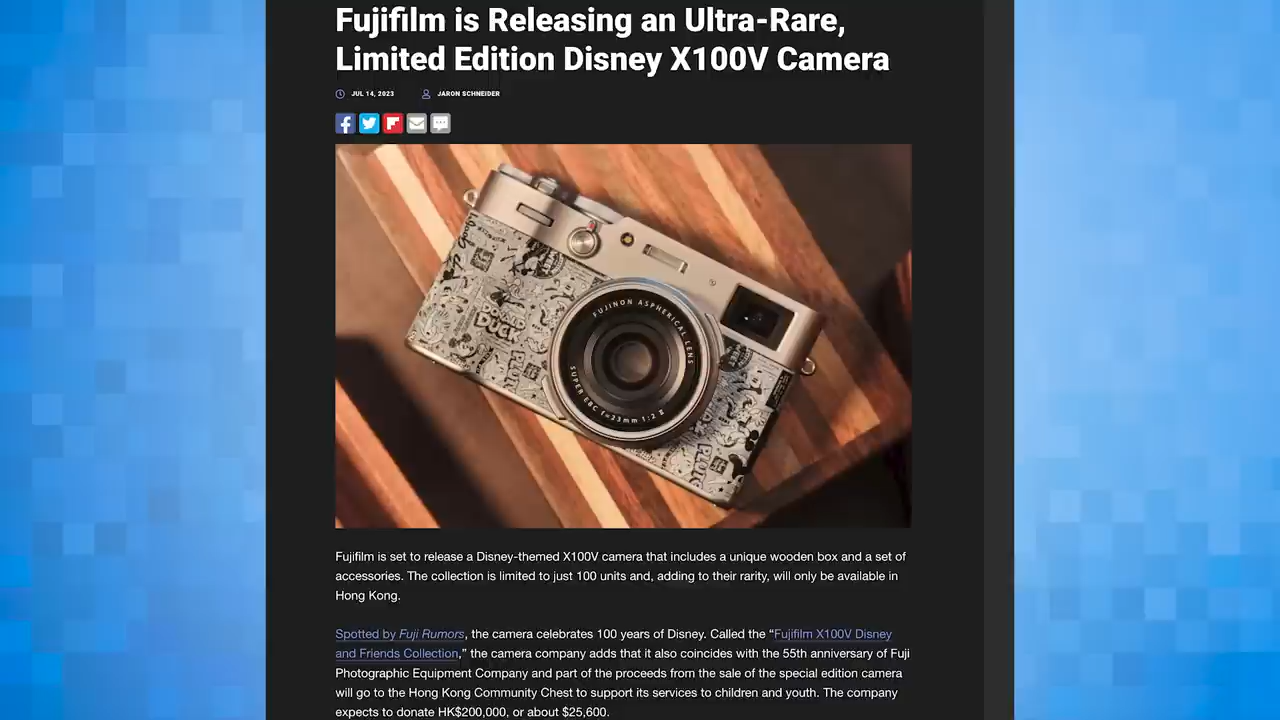 Fujifilm is Releasing an Ultra-Rare,
Limited Edition Disney X100V Camera
JUL 14, 2023 JARON SCHNEIDER
FUJINON ASPHERICAL LENS
SUPER EBC f=23mm 1:2 II
DUCK
PLUTO
Fujifilm is set to release a Disney-themed X100V camera that includes a unique wooden box and a set of
accessories. The collection is limited to just 100 units and, adding to their rarity, will only be available in
Hong Kong.
Spotted by Fuji Rumors, the camera celebrates 100 years of Disney. Called the “Fujifilm X100V Disney
and Friends Collection,” the camera company adds that it also coincides with the 55th anniversary of Fuji
Photographic Equipment Company and part of the proceeds from the sale of the special edition camera
will go to the Hong Kong Community Chest to support its services to children and youth. The company
expects to donate HK$200,000, or about $25,600.